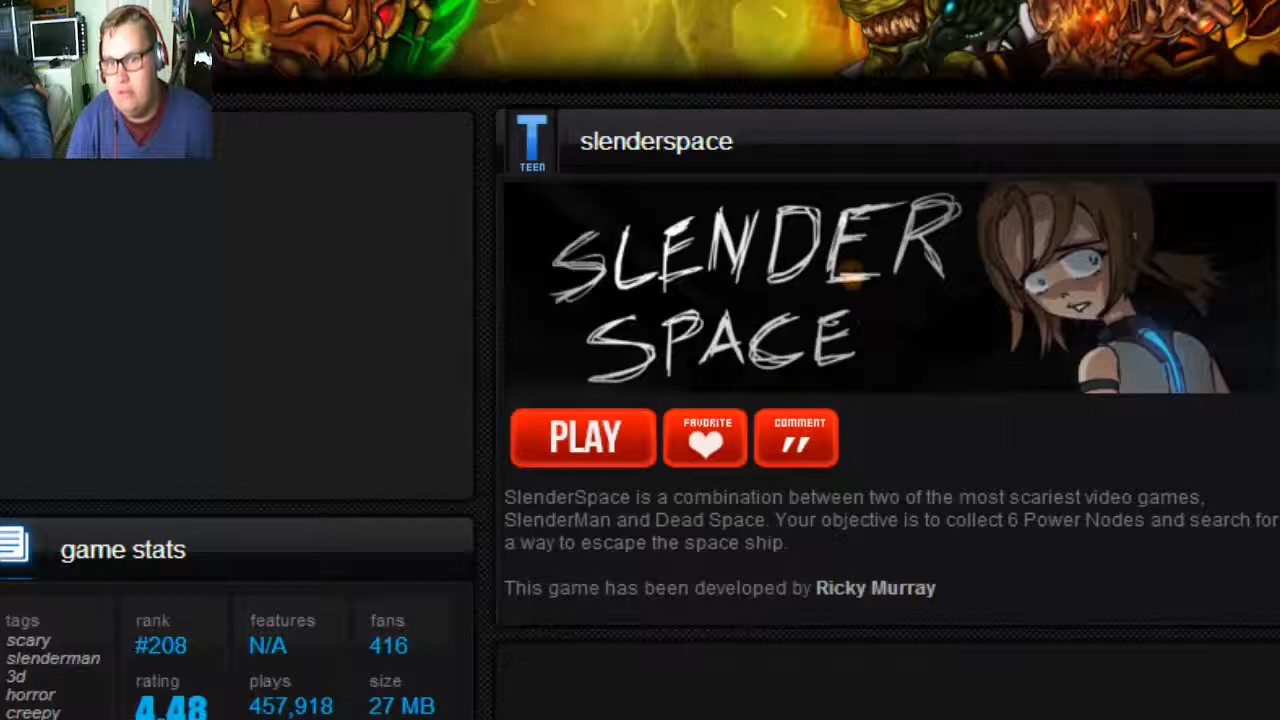 T
TEEN
slenderspace
SLENDER
SPACE
PLAY
FAVORITE
COMMENT
SlenderSpace is a combination between two of the most scariest video games,
SlenderMan and Dead Space. Your objective is to collect 6 Power Nodes and search for
a way to escape the space ship.
This game has been developed by Ricky Murray
game stats
tags
scary
slenderman
3d
horror
creepy
rank
#208
features
N/A
fans
416
rating
4.48
plays
457,918
size
27 MB